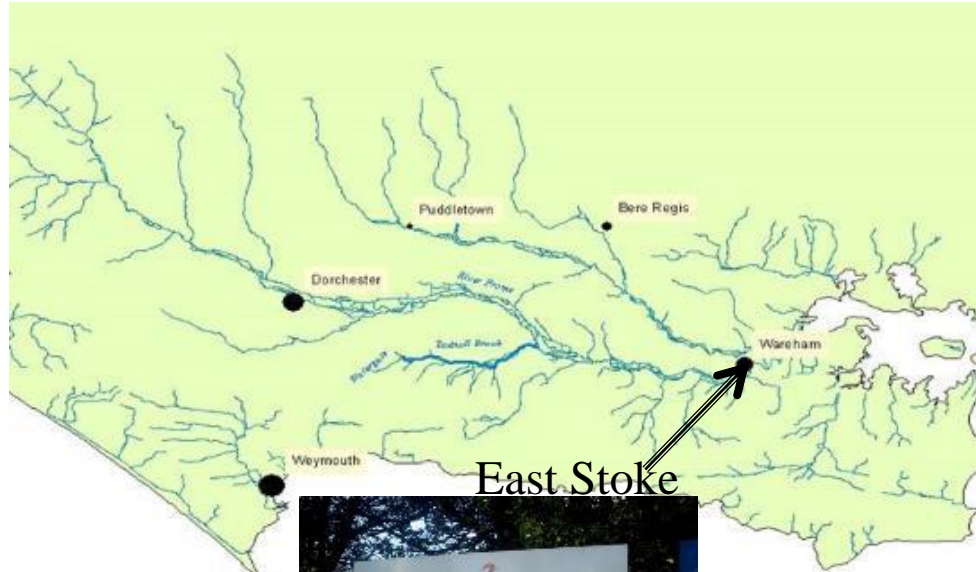 Puddletown
Bere Regis
Dorchester
River Frome
Tadnoll Brook
Wareham
Weymouth
East Stoke